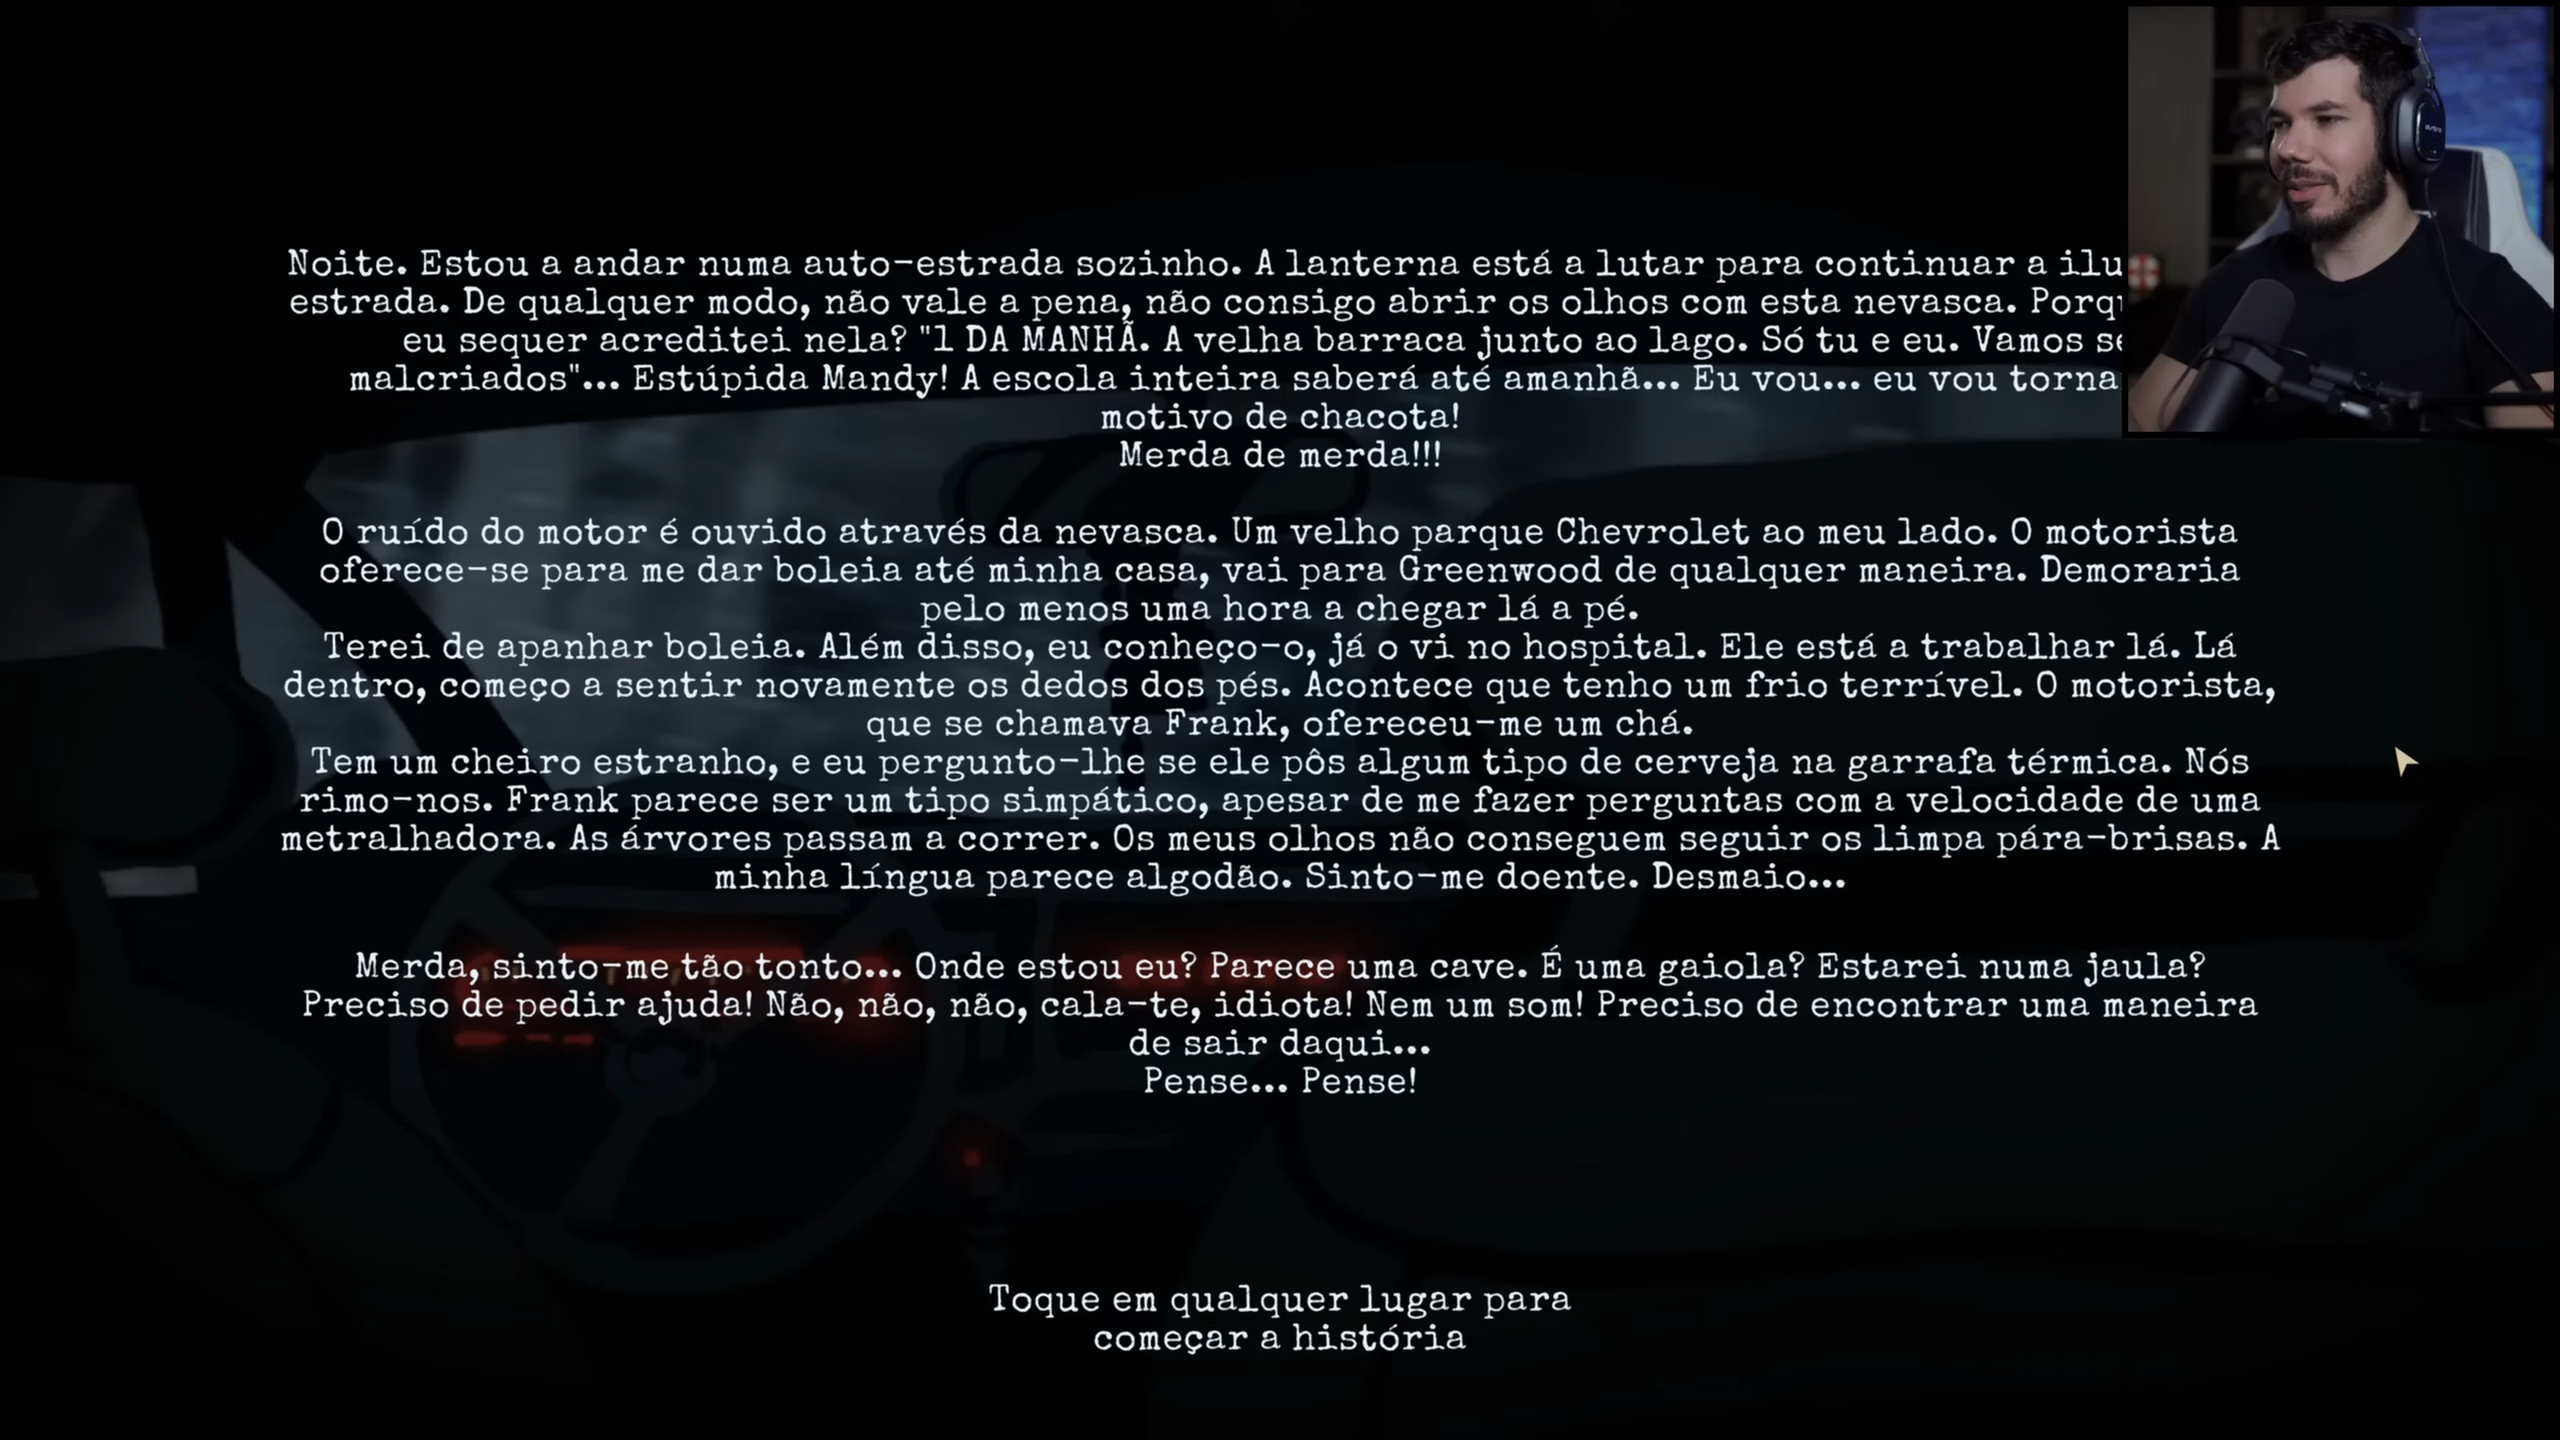 Noite. Estou a andar numa auto-estrada sozinho. A lanterna está a lutar para continuar a
estrada. De qualquer modo, não vale a pena, não consigo abrir os olhos com esta nevasca.
eu sequer acreditei nela? "1 DA MANHÃ. A velha barraca junto ao lago. Só tu e eu. Vamos
malcriados"... Estúpida Mandy! A escola inteira saberá até amanhã... Eu vou... eu vou
motivo de chacota!
Merda de merda!!!
O ruído do motor é ouvido através da nevasca. Um velho parque Chevrolet ao meu lado. O motorista
oferece-se para me dar boleia até minha casa, vai para Greenwood de qualquer maneira. Demoraria
pelo menos uma hora a chegar lá a pé.
Terei de apanhar boleia. Além disso, eu conheço-o, já o vi no hospital. Ele está a trabalhar lá. Lá
dentro, começo a sentir novamente os dedos dos pés. Acontece que tenho um frio terrível. O motorista,
que se chamava Frank, ofereceu-me um chá.
Tem um cheiro estranho, e eu pergunto-lhe se ele pôs algum tipo de cerveja na garrafa térmica. Nós
rimo-nos. Frank parece ser um tipo simpático, apesar de me fazer perguntas com a velocidade de uma
metralhadora. As árvores passam a correr. Os meus olhos não conseguem seguir os limpa pára-brisas. A
minha língua parece algodão. Sinto-me doente. Desmaio...
Merda, sinto-me tão tonto... Onde estou eu? Parece uma cave. É uma gaiola? Estarei numa jaula?
Preciso de pedir ajuda! Não, não, não, cala-te, idiota! Nem um som! Preciso de encontrar uma maneira
de sair daqui...
Pense... Pense!
Toque em qualquer lugar para
começar a história